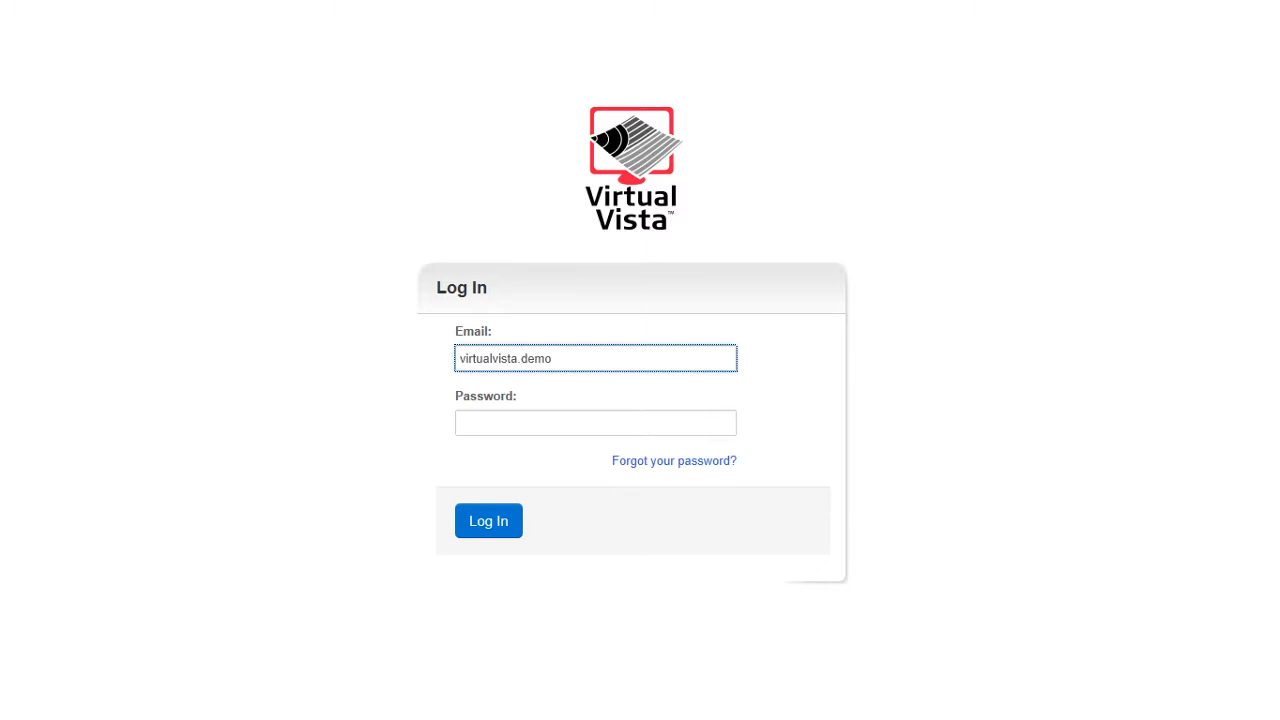 Virtual
Vista™
Log In
Email:
virtualvista.demo
Password:
Forgot your password?
Log In